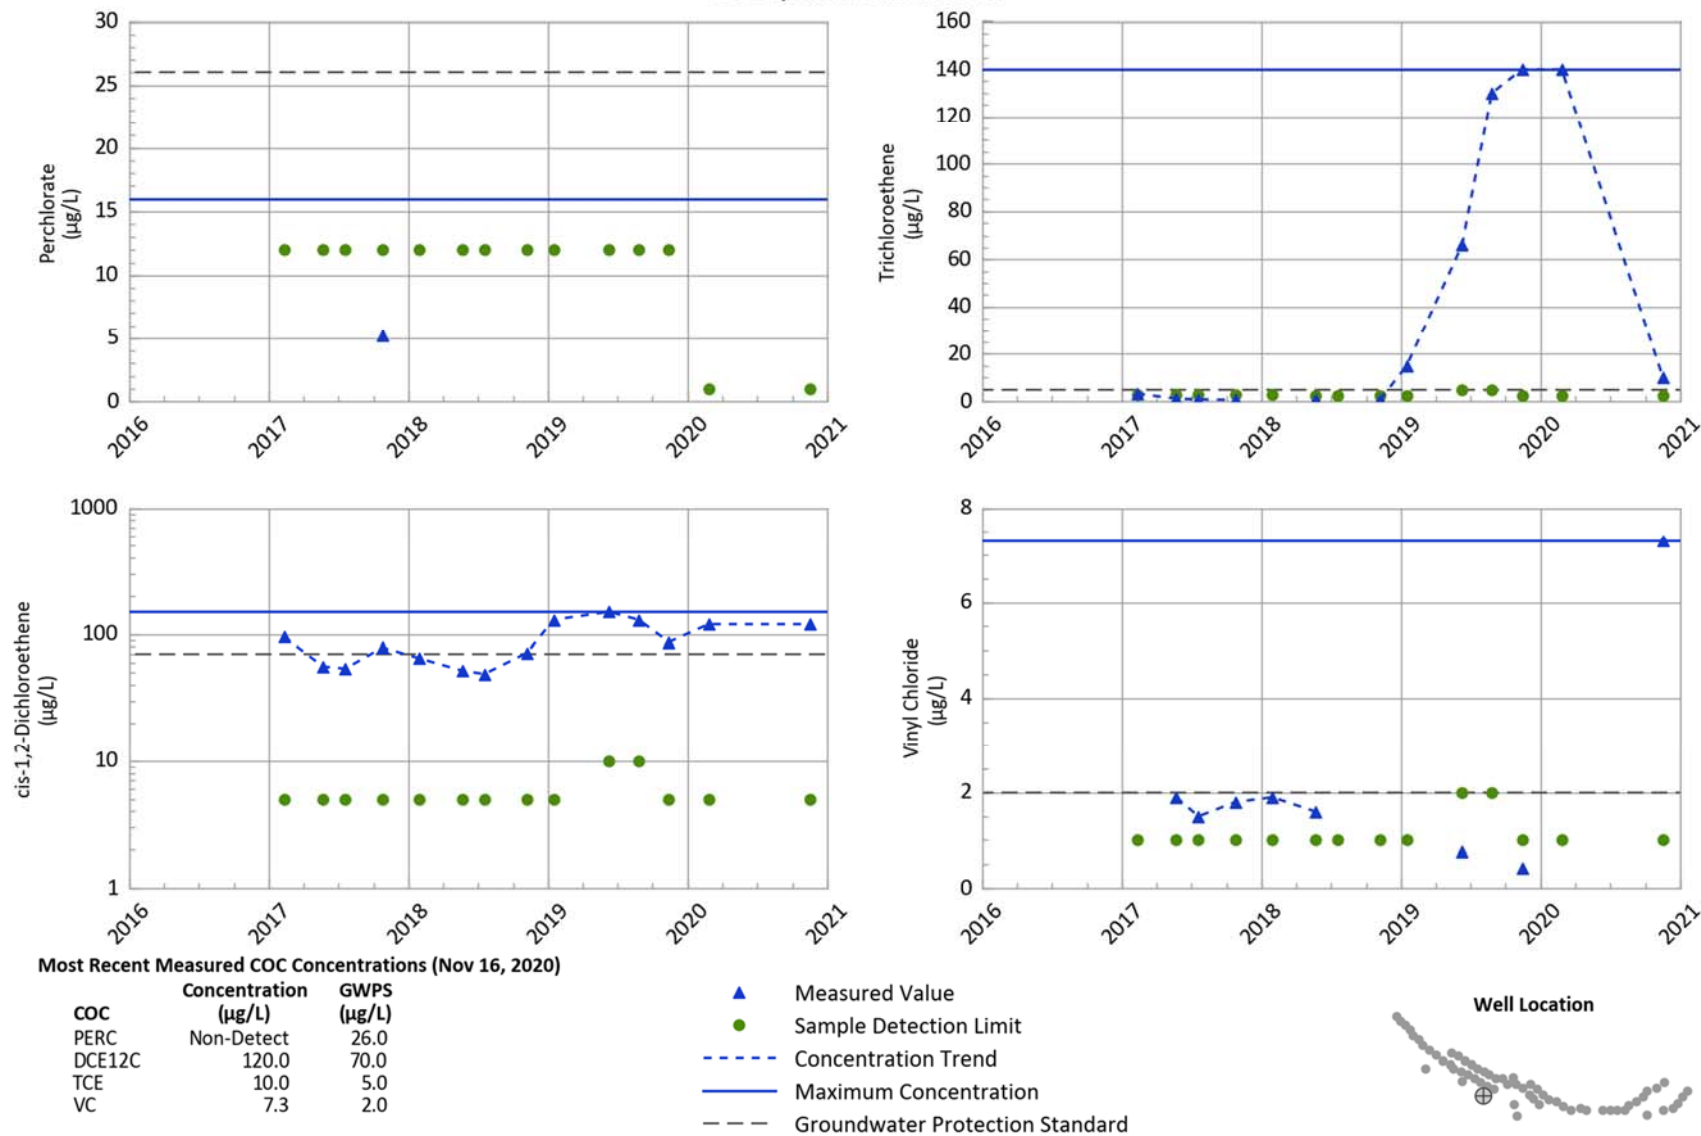 30
25
20
15
10
5
0
Perchlorate
(µg/L)
2016
2017
2018
2019
2020
2021
160
140
120
100
80
60
40
20
0
Trichloroethene
(µg/L)
2016
2017
2018
2019
2020
2021
1000
100
10
1
cis-1,2-Dichloroethene
(µg/L)
2016
2017
2018
2019
2020
2021
8
6
4
2
0
Vinyl Chloride
(µg/L)
2016
2017
2018
2019
2020
2021
Most Recent Measured COC Concentrations (Nov 16, 2020)
Concentration GWPS
COC (µg/L) (µg/L)
PERC Non-Detect 26.0
DCE12C 120.0 70.0
TCE 10.0 5.0
VC 7.3 2.0
Measured Value
Sample Detection Limit
Concentration Trend
Maximum Concentration
Groundwater Protection Standard
Well Location